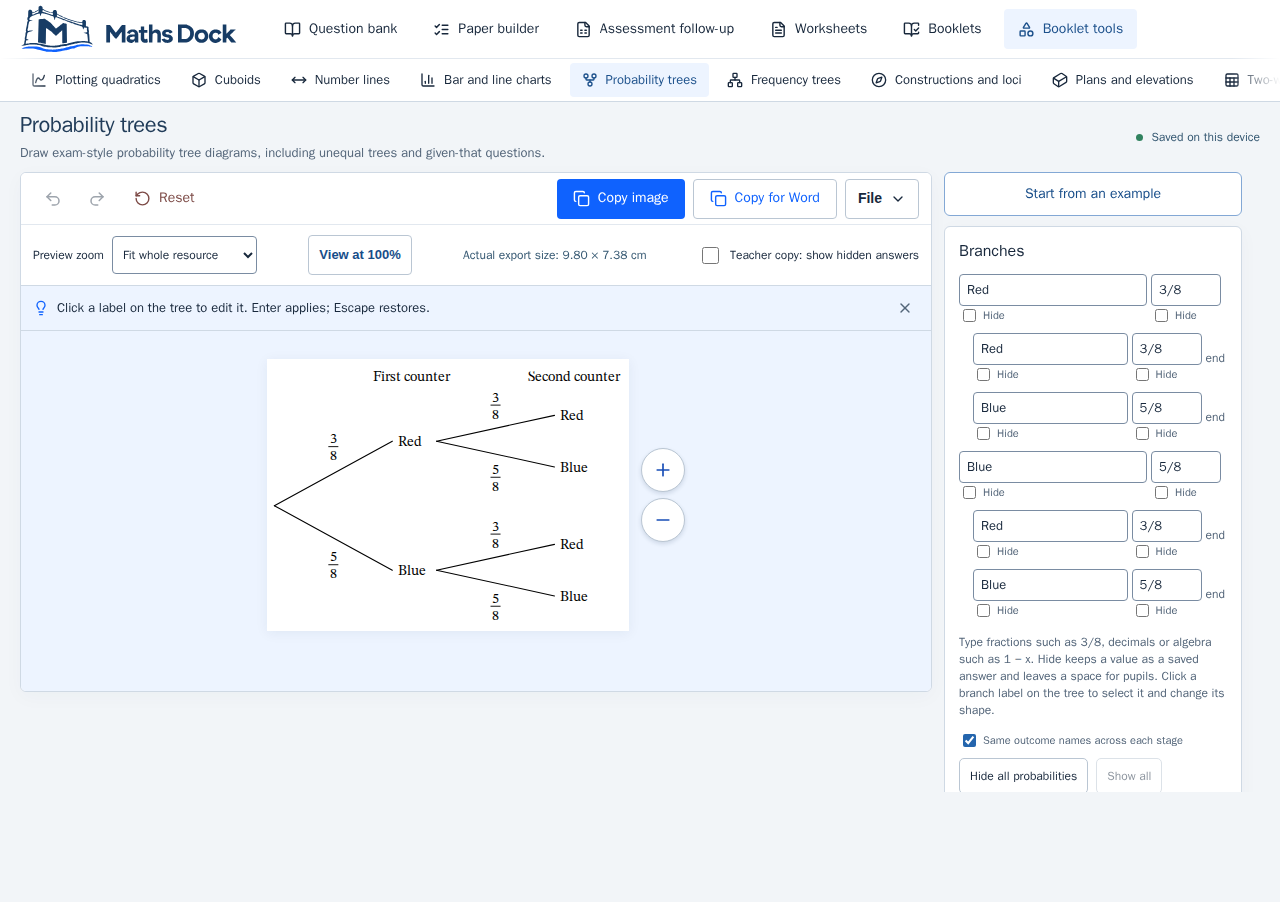 Maths Dock
Question bank
Paper builder
Assessment follow-up
Worksheets
Booklets
Booklet tools
Plotting quadratics
Cuboids
Number lines
Bar and line charts
Probability trees
Frequency trees
Constructions and loci
Plans and elevations
Probability trees
Draw exam-style probability tree diagrams, including unequal trees and given-that questions.
Saved on this device
Reset
Copy image
Copy for Word
File
Preview zoom
Fit whole resource
View at 100%
Actual export size: 9.80 × 7.38 cm
Teacher copy: show hidden answers
Click a label on the tree to edit it. Enter applies; Escape restores.
First counter
Second counter
3/8
Red
3/8
Red
5/8
Blue
5/8
Blue
3/8
Red
5/8
Blue
Start from an example
Branches
Red
3/8
Hide
Hide
Red
3/8
end
Hide
Hide
Blue
5/8
end
Hide
Hide
Blue
5/8
Hide
Hide
Red
3/8
end
Hide
Hide
Blue
5/8
end
Hide
Hide
Type fractions such as 3/8, decimals or algebra
such as 1 − x. Hide keeps a value as a saved
answer and leaves a space for pupils. Click a
branch label on the tree to select it and change its
shape.
Same outcome names across each stage
Hide all probabilities
Show all